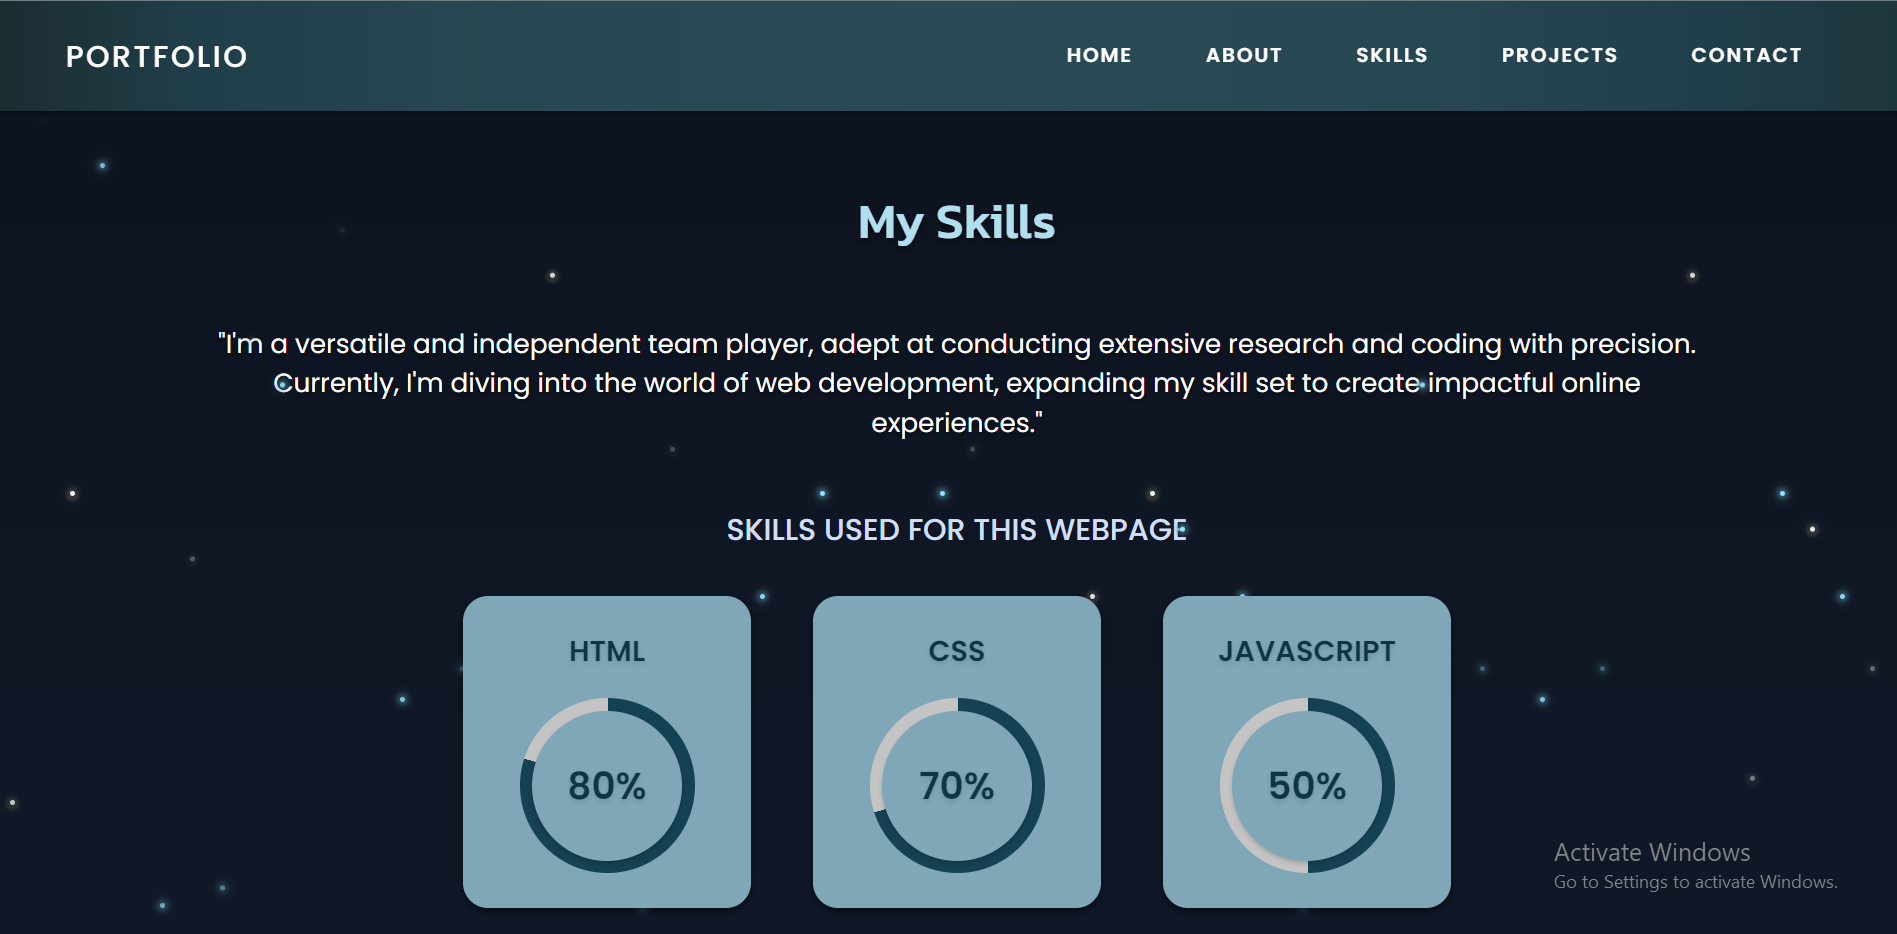 PORTFOLIO
HOME ABOUT SKILLS PROJECTS CONTACT
My Skills
"I'm a versatile and independent team player, adept at conducting extensive research and coding with precision.
Currently, I'm diving into the world of web development, expanding my skill set to create impactful online
experiences."
SKILLS USED FOR THIS WEBPAGE
HTML
80%
CSS
70%
JAVASCRIPT
50%
Activate Windows
Go to Settings to activate Windows.